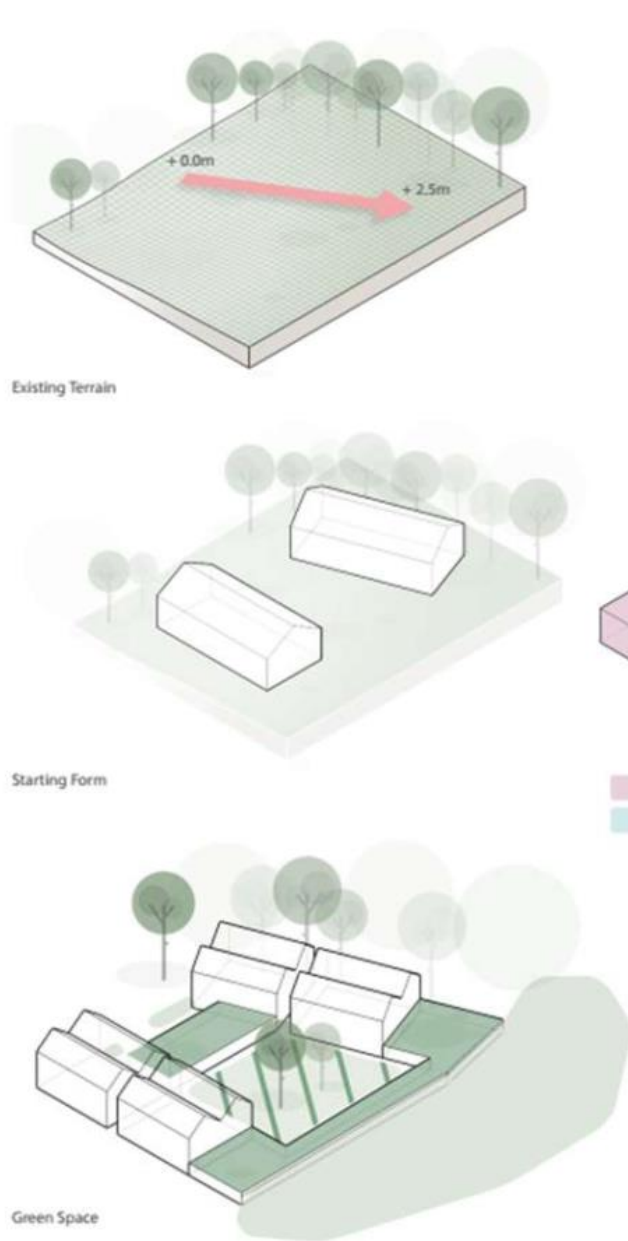 + 0.0m
+ 2.5m
Existing Terrain
Starting Form
Green Space